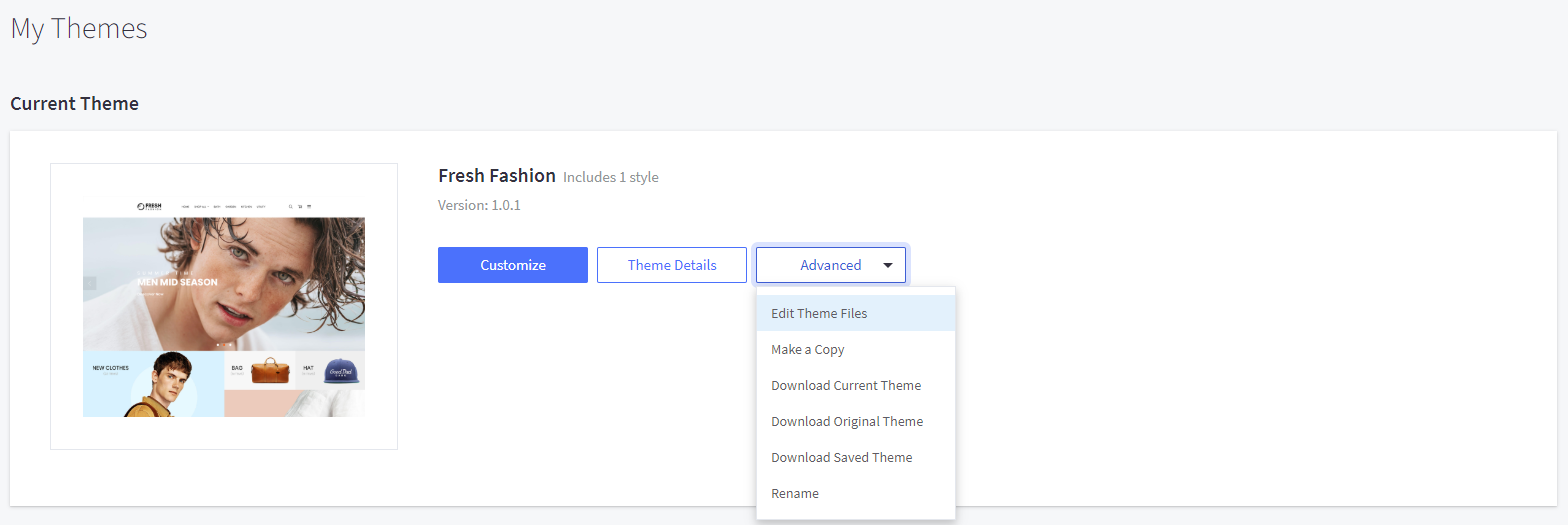 My Themes
Current Theme
Fresh Fashion Includes 1 style
Version: 1.0.1
Customize
Theme Details
Advanced
Edit Theme Files
Make a Copy
Download Current Theme
Download Original Theme
Download Saved Theme
Rename
FRESH
SUMMER TIME
MEN MID SEASON
NEW CLOTHES
BAG
HAT